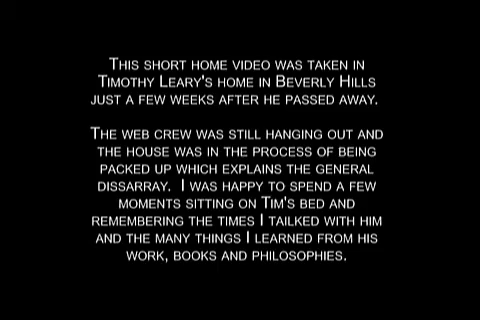 This short home video was taken in
Timothy Leary's home in Beverly Hills
just a few weeks after he passed away.
The web crew was still hanging out and
the house was in the process of being
packed up which explains the general
dissarray.  I was happy to spend a few
moments sitting on Tim's bed and
remembering the times I tailked with him
and the many things I learned from his
work, books and philosophies.